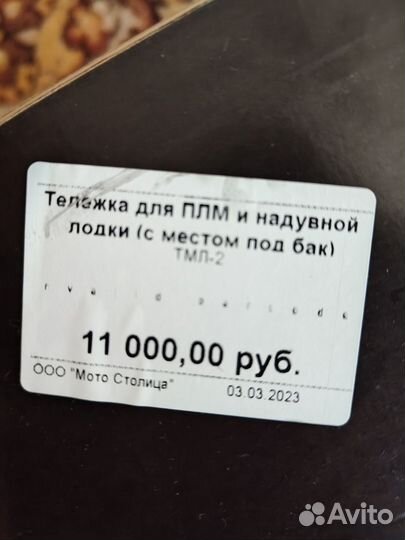 Тележка для ПЛМ и надувной
лодки (с местом под бак)
ТМЛ-2
11 000,00 руб.
ООО "Мото Столица"
03.03.2023
Avito